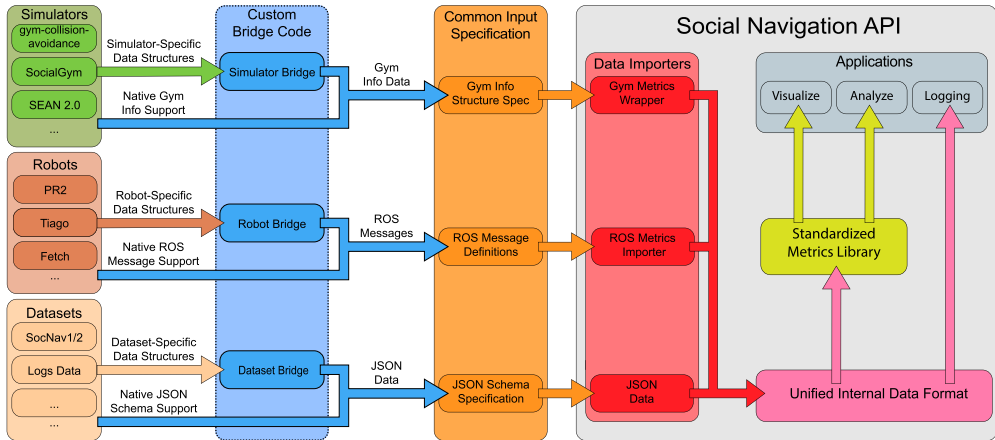 Simulators
gym-collision-
avoidance
SocialGym
SEAN 2.0
...
Simulator-Specific
Data Structures
Native Gym
Info Support
Robots
PR2
Tiago
Fetch
...
Robot-Specific
Data Structures
Native ROS
Message Support
Datasets
SocNav1/2
Logs Data
...
...
Dataset-Specific
Data Structures
Native JSON
Schema Support
Custom
Bridge Code
Simulator Bridge
Robot Bridge
Dataset Bridge
Gym
Info Data
ROS
Messages
JSON
Data
Common Input
Specification
Gym Info
Structure Spec
ROS Message
Definitions
JSON Schema
Specification
Social Navigation API
Data Importers
Gym Metrics
Wrapper
ROS Metrics
Importer
JSON
Data
Applications
Visualize
Analyze
Logging
Standardized
Metrics Library
Unified Internal Data Format